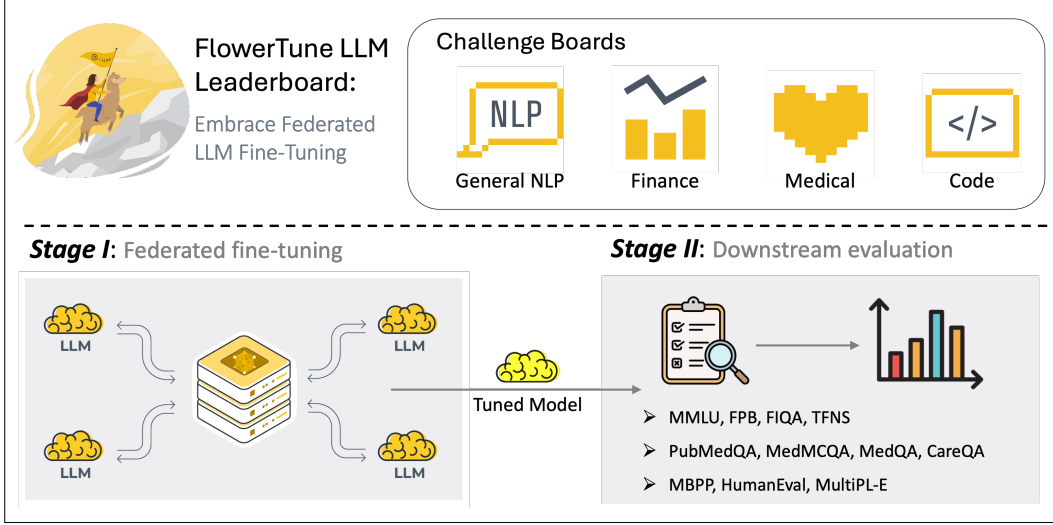 FlowerTune LLM
Leaderboard:
Embrace Federated
LLM Fine-Tuning
Challenge Boards
NLP
</>
General NLP
Finance
Medical
Code
Stage I: Federated fine-tuning
Stage II: Downstream evaluation
LLM
LLM
LLM
LLM
Tuned Model
MMLU, FPB, FIQA, TFNS
PubMedQA, MedMCQA, MedQA, CareQA
MBPP, HumanEval, MultiPL-E